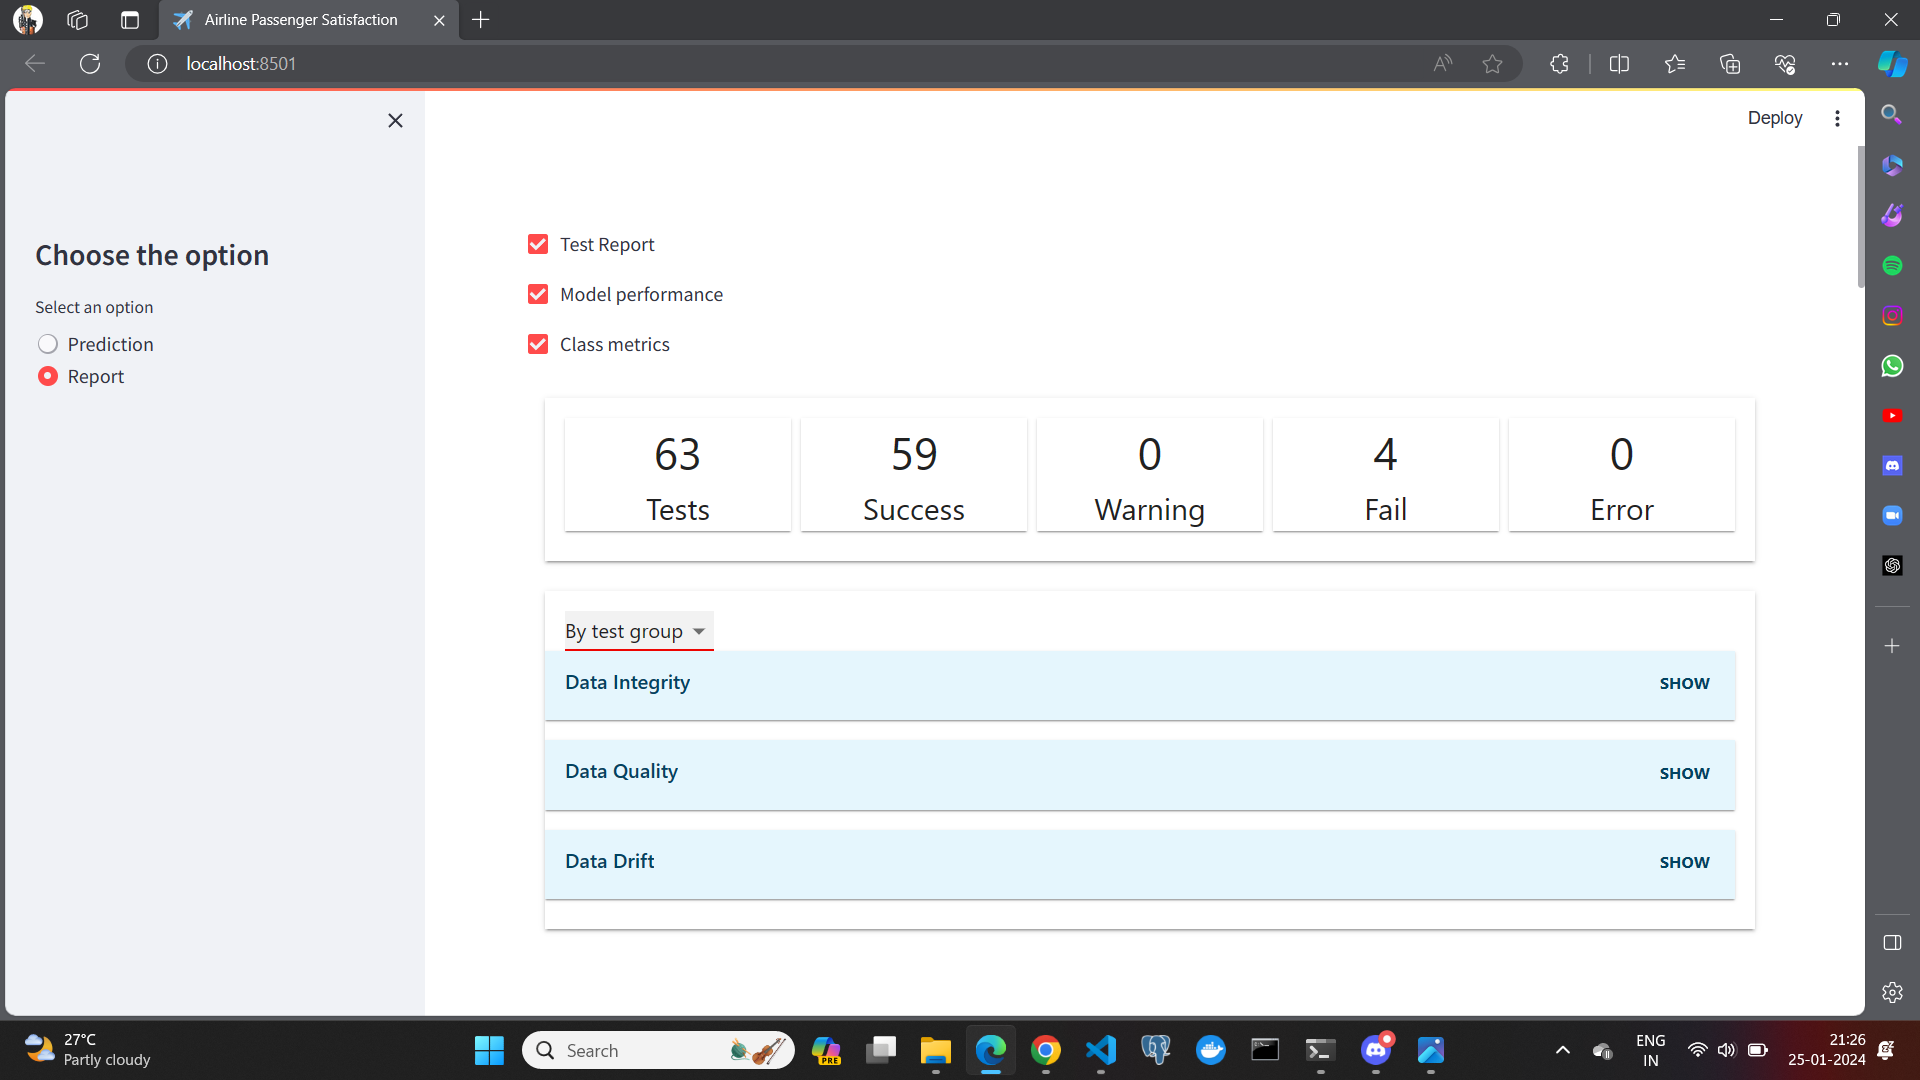 Airline Passenger Satisfaction
localhost:8501
Deploy
Choose the option
Select an option
Prediction
Report
Test Report
Model performance
Class metrics
63
Tests
59
Success
0
Warning
4
Fail
0
Error
By test group
Data Integrity
SHOW
Data Quality
SHOW
Data Drift
SHOW
27°C
Partly cloudy
Search
PRE
ENG
IN
21:26
25-01-2024